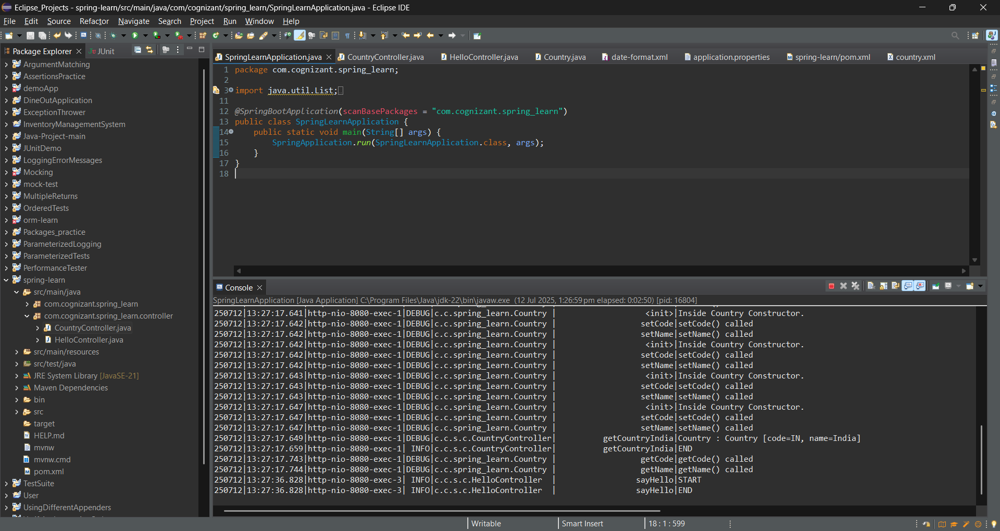 Eclipse_Projects - spring-learn/src/main/java/com/cognizant/spring_learn/SpringLearnApplication.java - Eclipse IDE
File Edit Source Refactor Navigate Search Project Run Window Help
Package Explorer
JUnit
ArgumentMatching
AssertionsPractice
demoApp
DineOutApplication
ExceptionThrower
InventoryManagementSystem
Java-Project-main
JUnitDemo
LoggingErrorMessages
Mocking
mock-test
MultipleReturns
OrderedTests
orm-learn
Packages_practice
ParameterizedLogging
ParameterizedTests
PerformanceTester
spring-learn
src/main/java
com.cognizant.spring_learn
com.cognizant.spring_learn.controller
CountryController.java
HelloController.java
src/main/resources
src/test/java
JRE System Library [JavaSE-21]
Maven Dependencies
bin
src
target
HELP.md
mvnw
mvnw.cmd
pom.xml
TestSuite
User
UsingDifferentAppenders
SpringLearnApplication.java CountryController.java HelloController.java Country.java date-format.xml application.properties spring-learn/pom.xml country.xml
1 package com.cognizant.spring_learn;
2
3 import java.util.List;
11
12 @SpringBootApplication(scanBasePackages = "com.cognizant.spring_learn")
13 public class SpringLearnApplication {
14 public static void main(String[] args) {
15 SpringApplication.run(SpringLearnApplication.class, args);
16 }
17 }
18
Console
SpringLearnApplication [Java Application] C:\Program Files\Java\jdk-22\bin\javaw.exe (12 Jul 2025, 1:26:59 pm elapsed: 0:02:50) [pid: 16804]
250712|13:27:17.641|http-nio-8080-exec-1|DEBUG|c.c.spring_learn.Country | <init>|Inside Country Constructor.
250712|13:27:17.642|http-nio-8080-exec-1|DEBUG|c.c.spring_learn.Country | setCode|setCode() called
250712|13:27:17.642|http-nio-8080-exec-1|DEBUG|c.c.spring_learn.Country | setName|setName() called
250712|13:27:17.642|http-nio-8080-exec-1|DEBUG|c.c.spring_learn.Country | <init>|Inside Country Constructor.
250712|13:27:17.642|http-nio-8080-exec-1|DEBUG|c.c.spring_learn.Country | setCode|setCode() called
250712|13:27:17.642|http-nio-8080-exec-1|DEBUG|c.c.spring_learn.Country | setName|setName() called
250712|13:27:17.643|http-nio-8080-exec-1|DEBUG|c.c.spring_learn.Country | <init>|Inside Country Constructor.
250712|13:27:17.643|http-nio-8080-exec-1|DEBUG|c.c.spring_learn.Country | setCode|setCode() called
250712|13:27:17.643|http-nio-8080-exec-1|DEBUG|c.c.spring_learn.Country | setName|setName() called
250712|13:27:17.647|http-nio-8080-exec-1|DEBUG|c.c.spring_learn.Country | <init>|Inside Country Constructor.
250712|13:27:17.647|http-nio-8080-exec-1|DEBUG|c.c.spring_learn.Country | setCode|setCode() called
250712|13:27:17.647|http-nio-8080-exec-1|DEBUG|c.c.spring_learn.Country | setName|setName() called
250712|13:27:17.649|http-nio-8080-exec-1|DEBUG|c.c.s.c.CountryController| getCountryIndia|Country : Country [code=IN, name=India]
250712|13:27:17.659|http-nio-8080-exec-1| INFO|c.c.s.c.CountryController| getCountryIndia|END
250712|13:27:17.743|http-nio-8080-exec-1|DEBUG|c.c.spring_learn.Country | getCode|getCode() called
250712|13:27:17.744|http-nio-8080-exec-1|DEBUG|c.c.spring_learn.Country | getName|getName() called
250712|13:27:36.828|http-nio-8080-exec-3| INFO|c.c.s.c.HelloController | sayHello|START
250712|13:27:36.828|http-nio-8080-exec-3| INFO|c.c.s.c.HelloController | sayHello|END
Writable Smart Insert 18 : 1 : 599